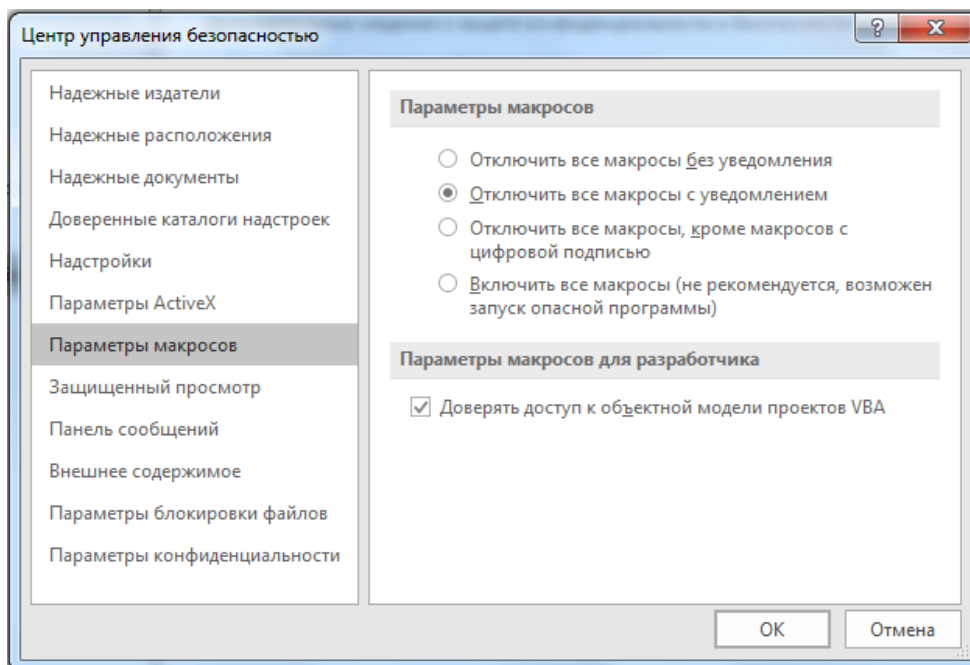 Центр управления безопасностью
?
X
Надежные издатели
Надежные расположения
Надежные документы
Доверенные каталоги надстроек
Надстройки
Параметры ActiveX
Параметры макросов
Защищенный просмотр
Панель сообщений
Внешнее содержимое
Параметры блокировки файлов
Параметры конфиденциальности
Параметры макросов
Отключить все макросы без уведомления
Отключить все макросы с уведомлением
Отключить все макросы, кроме макросов с
цифровой подписью
Включить все макросы (не рекомендуется, возможен
запуск опасной программы)
Параметры макросов для разработчика
Доверять доступ к объектной модели проектов VBA
OK
Отмена